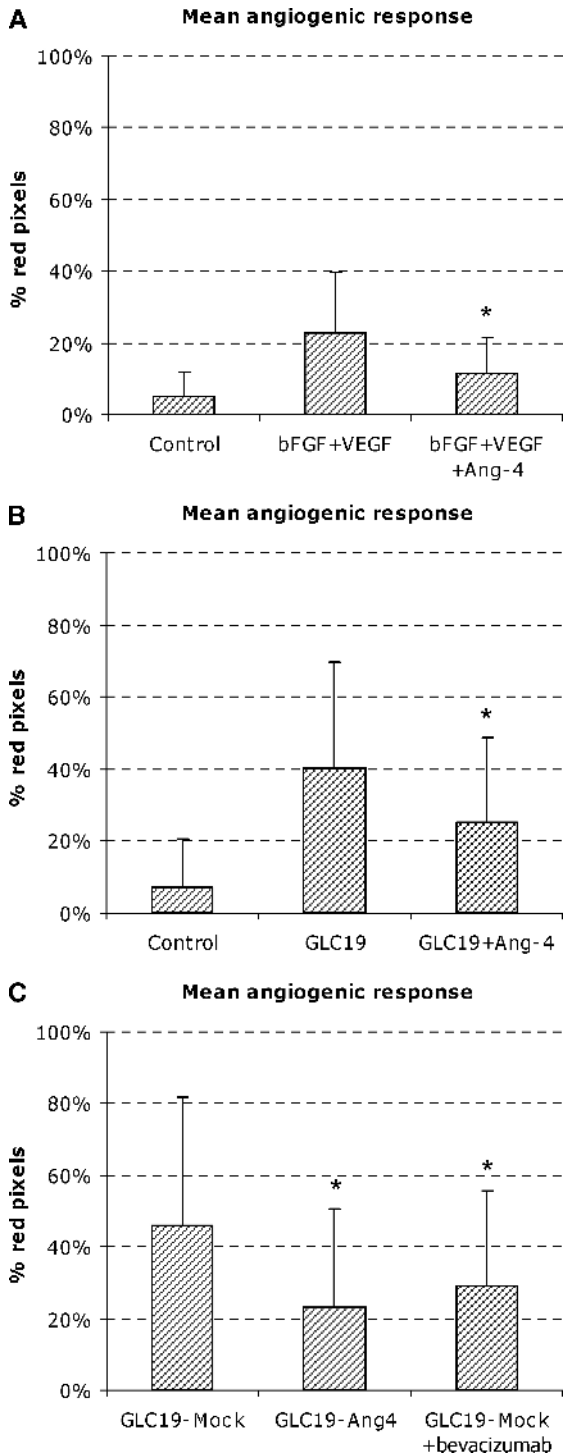 A
Mean angiogenic response
100%
80%
60%
40%
20%
0%
% red pixels
*
Control
bFGF+VEGF
bFGF+VEGF
+Ang-4
B
Mean angiogenic response
100%
80%
60%
40%
20%
0%
% red pixels
*
Control
GLC19
GLC19+Ang-4
C
Mean angiogenic response
100%
80%
60%
40%
20%
0%
% red pixels
*
*
GLC19-Mock
GLC19-Ang4
GLC19-Mock
+bevacizumab